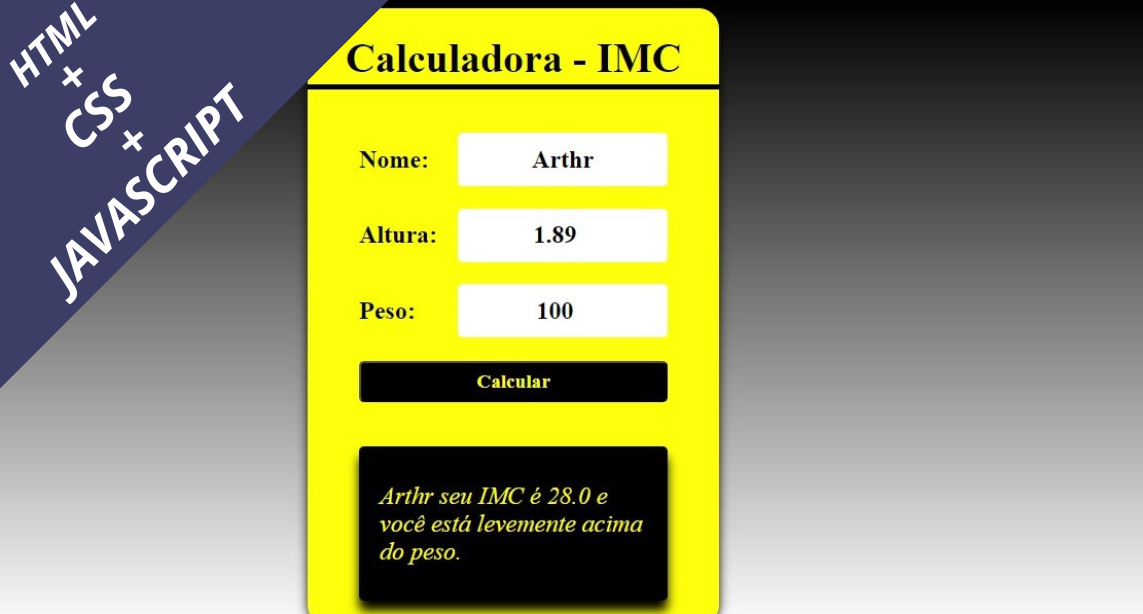 HTML
+
CSS
+
JAVASCRIPT
Calculadora - IMC
Nome: Arthr
Altura: 1.89
Peso: 100
Calcular
Arthr seu IMC é 28.0 e
você está levemente acima
do peso.